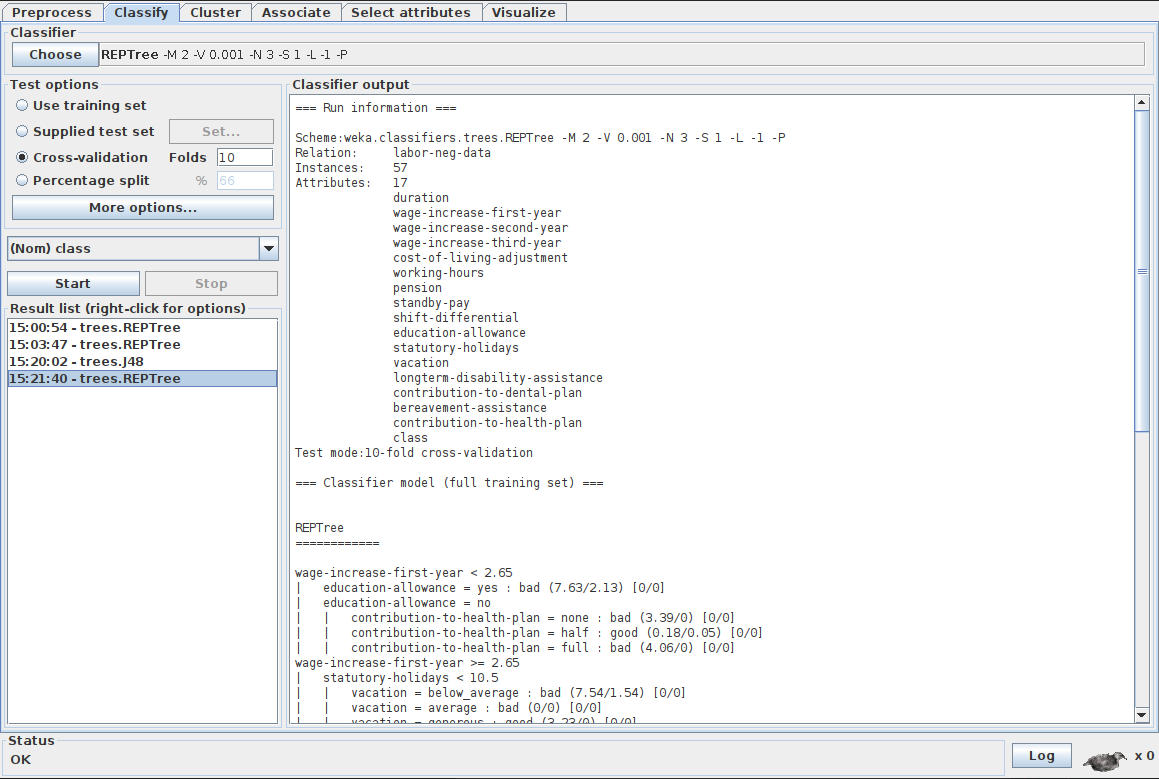 Preprocess Classify Cluster Associate Select attributes Visualize
Classifier
Choose REPTree -M 2 -V 0.001 -N 3 -S 1 -L -1 -P
Test options
Use training set
Supplied test set Set...
Cross-validation Folds 10
Percentage split % 66
More options...
(Nom) class
Start Stop
Result list (right-click for options)
15:00:54 - trees.REPTree
15:03:47 - trees.REPTree
15:20:02 - trees.J48
15:21:40 - trees.REPTree
Classifier output
=== Run information ===
Scheme:weka.classifiers.trees.REPTree -M 2 -V 0.001 -N 3 -S 1 -L -1 -P
Relation: labor-neg-data
Instances: 57
Attributes: 17
duration
wage-increase-first-year
wage-increase-second-year
wage-increase-third-year
cost-of-living-adjustment
working-hours
pension
standby-pay
shift-differential
education-allowance
statutory-holidays
vacation
longterm-disability-assistance
contribution-to-dental-plan
bereavement-assistance
contribution-to-health-plan
class
Test mode:10-fold cross-validation
=== Classifier model (full training set) ===
REPTree
============
wage-increase-first-year < 2.65
| education-allowance = yes : bad (7.63/2.13) [0/0]
| education-allowance = no
| | contribution-to-health-plan = none : bad (3.39/0) [0/0]
| | contribution-to-health-plan = half : good (0.18/0.05) [0/0]
| | contribution-to-health-plan = full : bad (4.06/0) [0/0]
wage-increase-first-year >= 2.65
| statutory-holidays < 10.5
| | vacation = below_average : bad (7.54/1.54) [0/0]
| | vacation = average : bad (0/0) [0/0]
| | vacation = generous : good (3.23/0) [0/0]
Status
OK
Log x 0